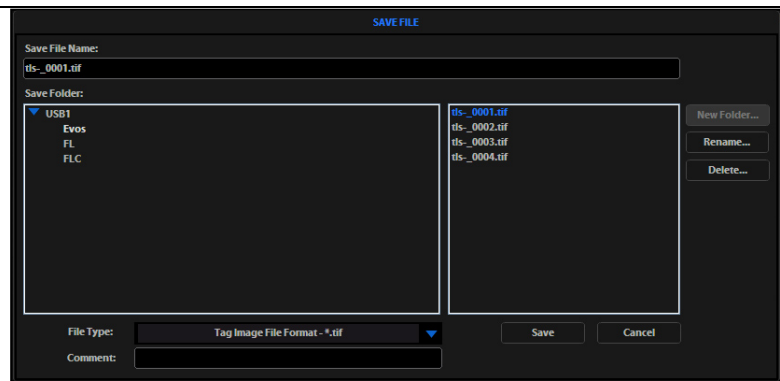 SAVE FILE
Save File Name:
tls-_0001.tif
Save Folder:
USB1
Evos
FL
FLC
tls-_0001.tif
tls-_0002.tif
tls-_0003.tif
tls-_0004.tif
New Folder...
Rename...
Delete...
File Type:
Tag Image File Format - *.tif
Save
Cancel
Comment: